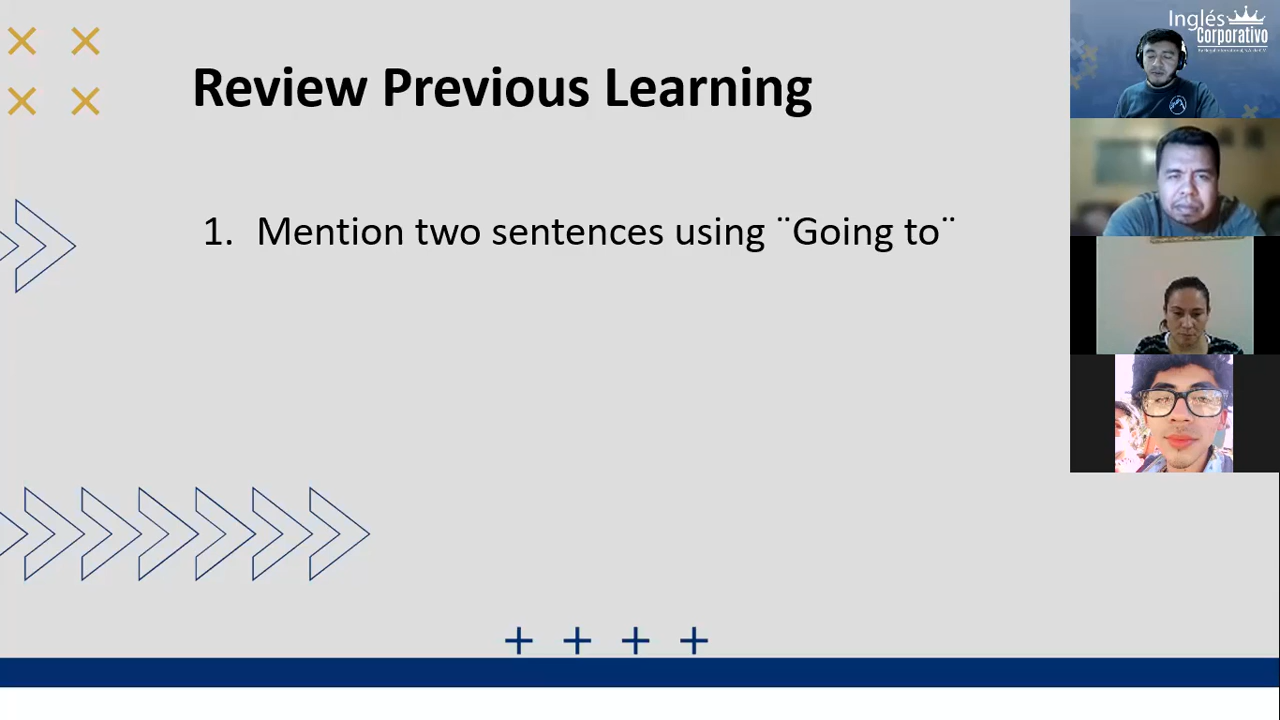 Review Previous Learning
1. Mention two sentences using ¨Going to¨
Inglés
Corporativo